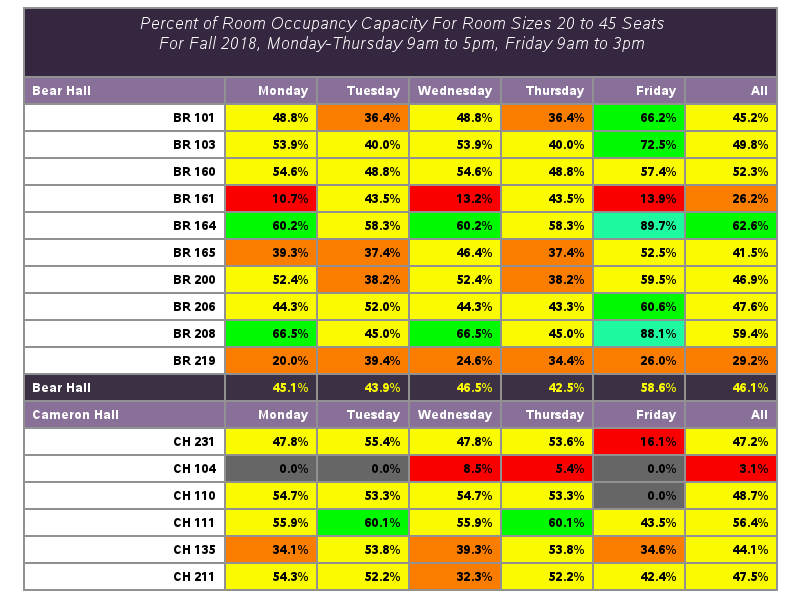 Percent of Room Occupancy Capacity For Room Sizes 20 to 45 Seats
For Fall 2018, Monday-Thursday 9am to 5pm, Friday 9am to 3pm
Bear Hall Monday Tuesday Wednesday Thursday Friday All
BR 101 48.8% 36.4% 48.8% 36.4% 66.2% 45.2%
BR 103 53.9% 40.0% 53.9% 40.0% 72.5% 49.8%
BR 160 54.6% 48.8% 54.6% 48.8% 57.4% 52.3%
BR 161 10.7% 43.5% 13.2% 43.5% 13.9% 26.2%
BR 164 60.2% 58.3% 60.2% 58.3% 89.7% 62.6%
BR 165 39.3% 37.4% 46.4% 37.4% 52.5% 41.5%
BR 200 52.4% 38.2% 52.4% 38.2% 59.5% 46.9%
BR 206 44.3% 52.0% 44.3% 43.3% 60.6% 47.6%
BR 208 66.5% 45.0% 66.5% 45.0% 88.1% 59.4%
BR 219 20.0% 39.4% 24.6% 34.4% 26.0% 29.2%
Bear Hall 45.1% 43.9% 46.5% 42.5% 58.6% 46.1%
Cameron Hall Monday Tuesday Wednesday Thursday Friday All
CH 231 47.8% 55.4% 47.8% 53.6% 16.1% 47.2%
CH 104 0.0% 0.0% 8.5% 5.4% 0.0% 3.1%
CH 110 54.7% 53.3% 54.7% 53.3% 0.0% 48.7%
CH 111 55.9% 60.1% 55.9% 60.1% 43.5% 56.4%
CH 135 34.1% 53.8% 39.3% 53.8% 34.6% 44.1%
CH 211 54.3% 52.2% 32.3% 52.2% 42.4% 47.5%